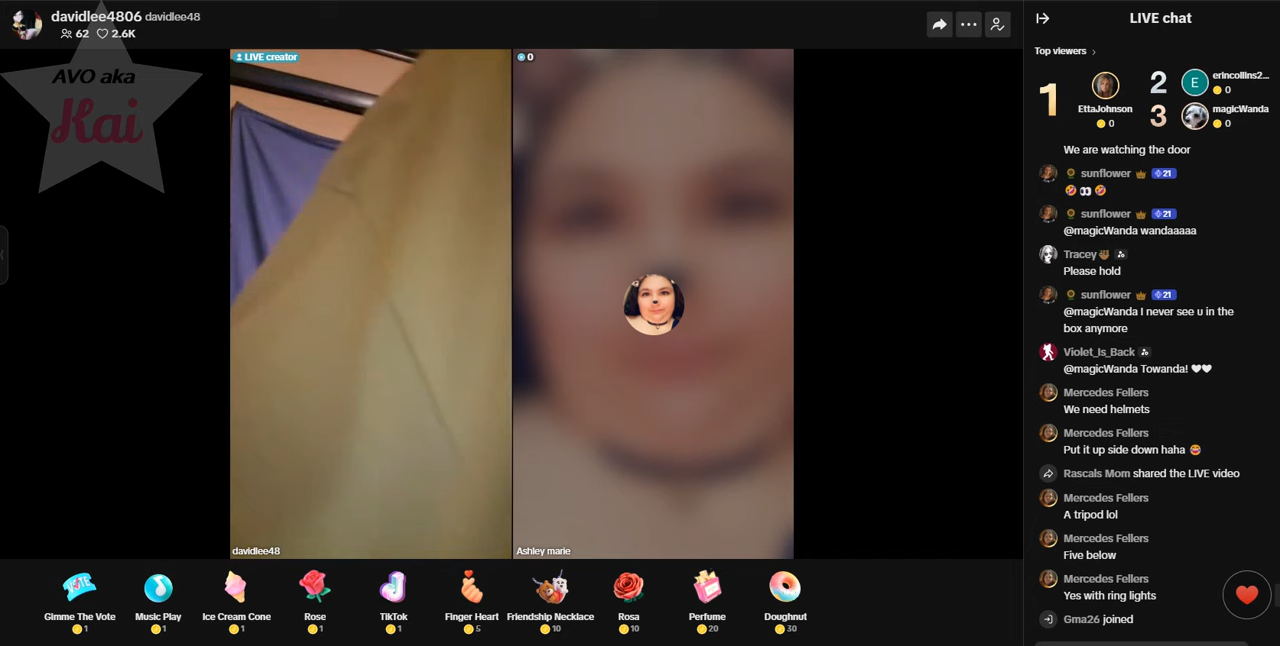 davidlee4806 davidlee48
62 2.6K
AVO aka
Kai
LIVE creator
0
davidlee48
Ashley marie
Gimme The Vote
1
Music Play
1
Ice Cream Cone
1
Rose
1
TikTok
1
Finger Heart
5
Friendship Necklace
10
Rosa
10
Perfume
20
Doughnut
30
LIVE chat
Top viewers
1
EttaJohnson
0
2
E
erincollins2...
0
3
magicWanda
0
We are watching the door
sunflower 21
sunflower 21
@magicWanda wandaaaaa
Tracey
Please hold
sunflower 21
@magicWanda I never see u in the
box anymore
Violet_Is_Back
@magicWanda Towanda!
Mercedes Fellers
We need helmets
Mercedes Fellers
Put it up side down haha
Rascals Mom shared the LIVE video
Mercedes Fellers
A tripod lol
Mercedes Fellers
Five below
Mercedes Fellers
Yes with ring lights
Gma26 joined